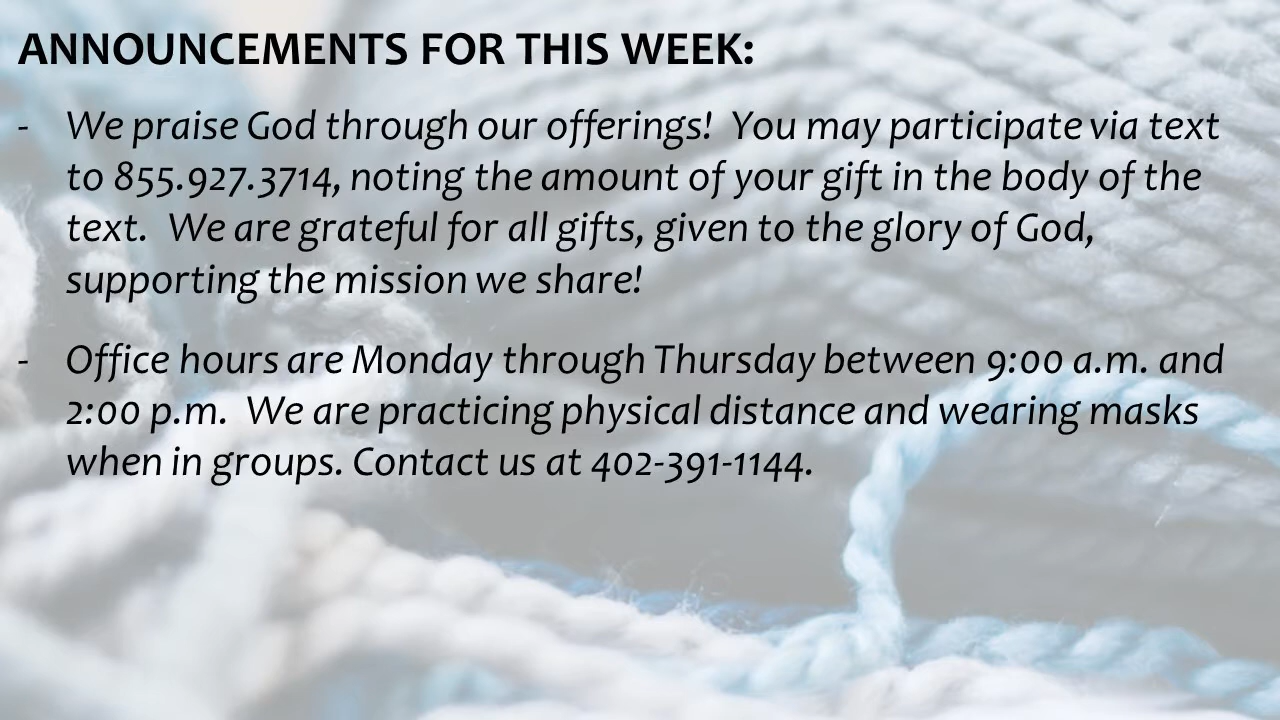 ANNOUNCEMENTS FOR THIS WEEK:
- We praise God through our offerings!  You may participate via text
to 855.927.3714, noting the amount of your gift in the body of the
text.  We are grateful for all gifts, given to the glory of God,
supporting the mission we share!
- Office hours are Monday through Thursday between 9:00 a.m. and
2:00 p.m.  We are practicing physical distance and wearing masks
when in groups. Contact us at 402-391-1144.